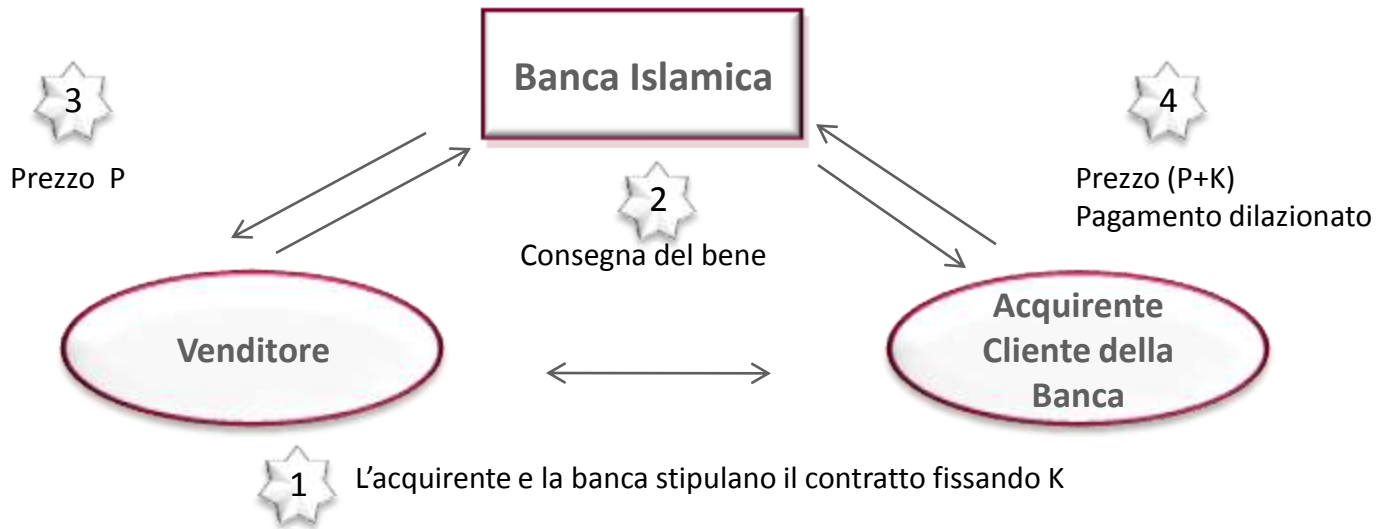 Banca Islamica
3
Prezzo P
2
Consegna del bene
4
Prezzo (P+K)
Pagamento dilazionato
Venditore
Acquirente
Cliente della
Banca
1
L'acquirente e la banca stipulano il contratto fissando K